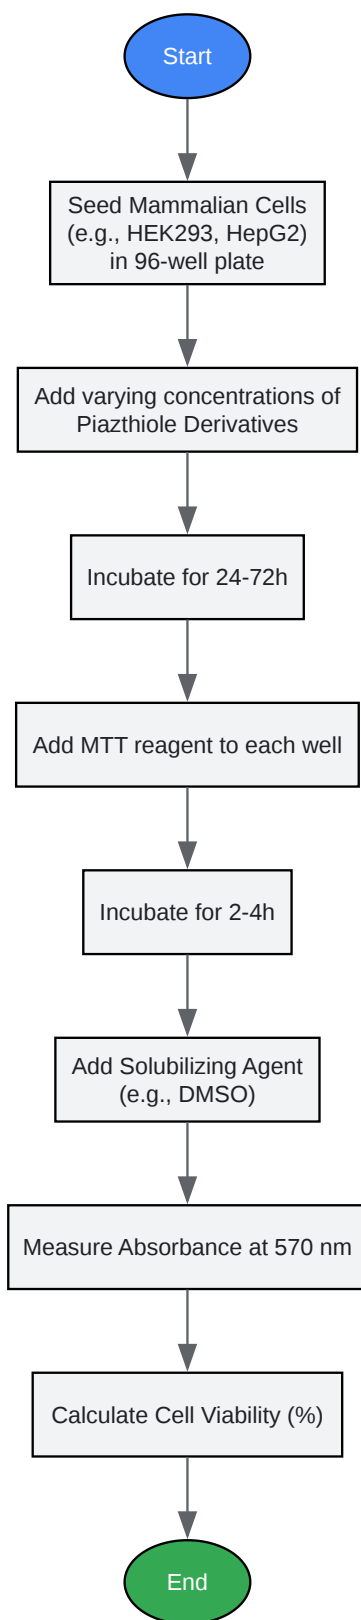 Start
Seed Mammalian Cells
(e.g., HEK293, HepG2)
in 96-well plate
Add varying concentrations of
Piazthiole Derivatives
Incubate for 24-72h
Add MTT reagent to each well
Incubate for 2-4h
Add Solubilizing Agent
(e.g., DMSO)
Measure Absorbance at 570 nm
Calculate Cell Viability (%)
End